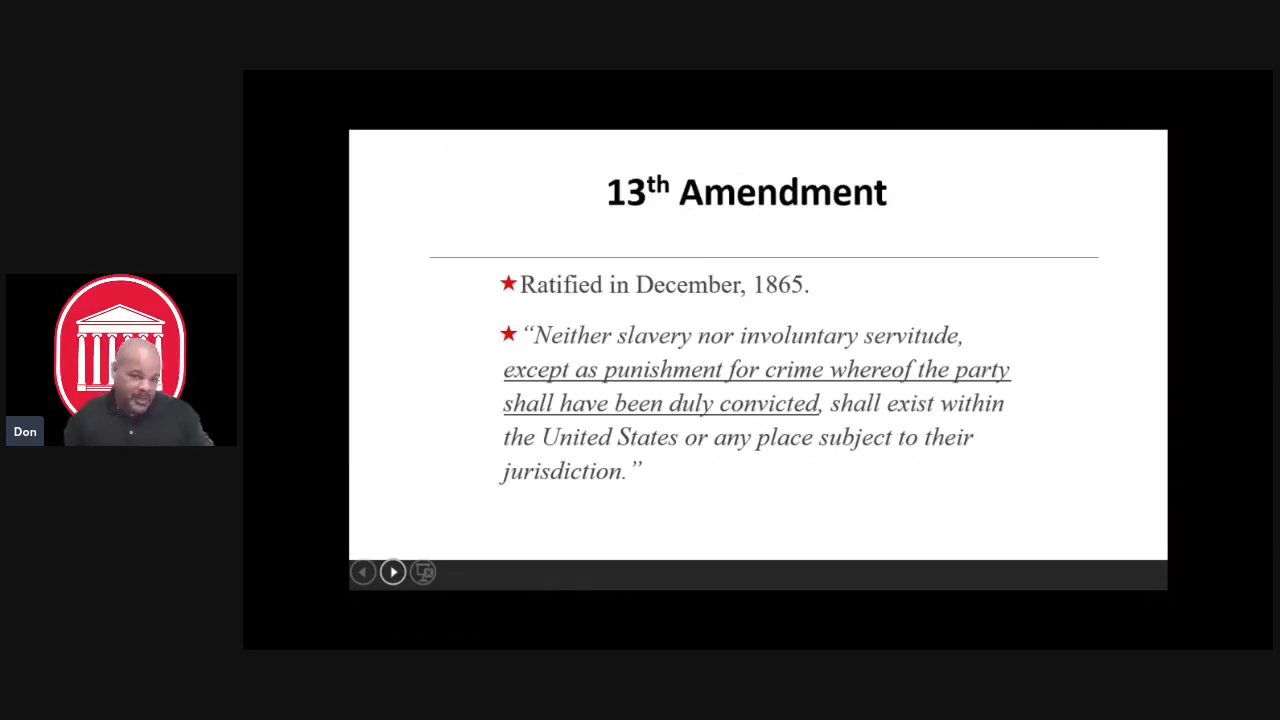 13th Amendment
Ratified in December, 1865.
“Neither slavery nor involuntary servitude,
except as punishment for crime whereof the party
shall have been duly convicted, shall exist within
the United States or any place subject to their
jurisdiction.”
Don